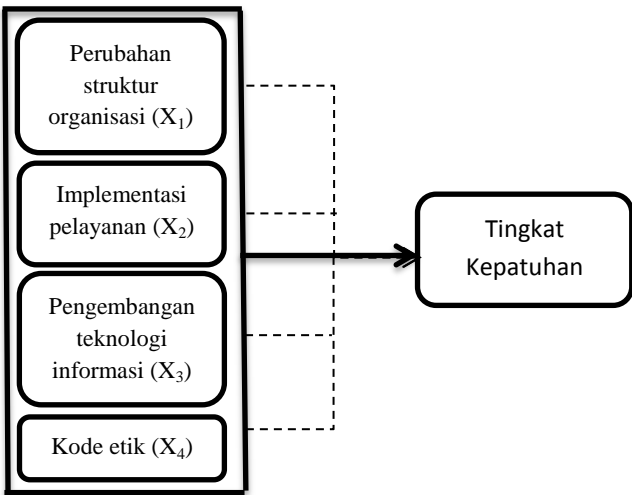 Perubahan
struktur
organisasi (X₁)
Implementasi
pelayanan (X₂)
Pengembangan
teknologi
informasi (X₃)
Kode etik (X₄)
Tingkat
Kepatuhan